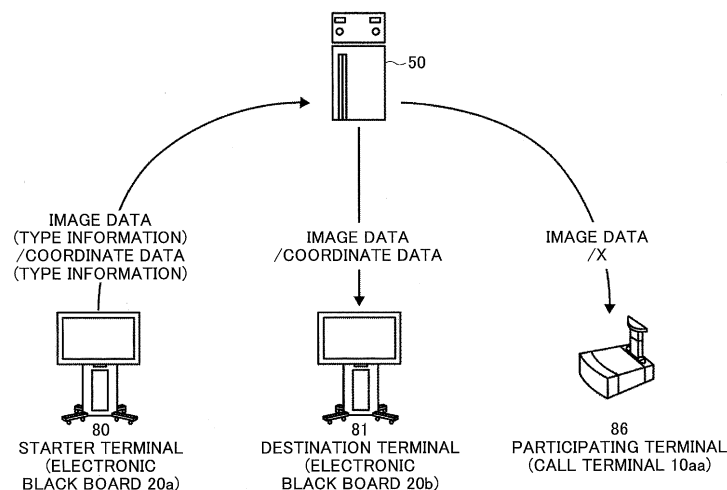 50
IMAGE DATA
(TYPE INFORMATION)
/COORDINATE DATA
(TYPE INFORMATION)
IMAGE DATA
/COORDINATE DATA
IMAGE DATA
/X
80
STARTER TERMINAL
(ELECTRONIC
BLACK BOARD 20a)
81
DESTINATION TERMINAL
(ELECTRONIC
BLACK BOARD 20b)
86
PARTICIPATING TERMINAL
(CALL TERMINAL 10aa)